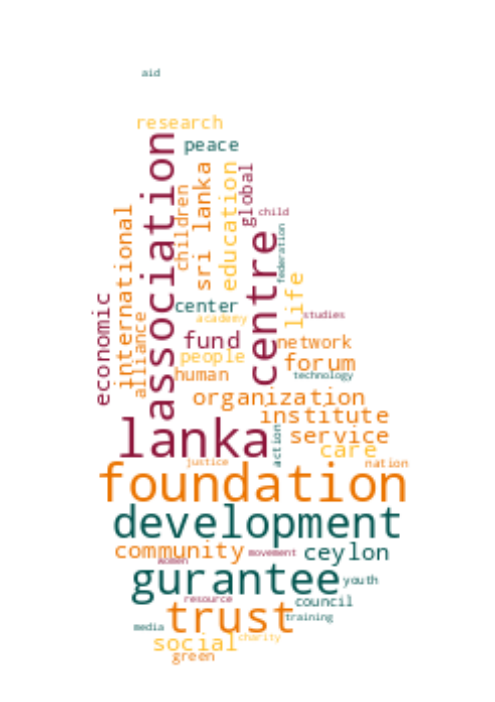 aid
research
peace
association
children
sri lanka
education
global
child
international
federation
centre
economic
alliance
center
life
academy
studies
fund
network
people
forum
human
technology
organization
institute
lanka
action
service
care
justice
nation
foundation
development
community
movement
ceylon
women
gurantee
youth
resource
council
trust
training
media
social
charity
green